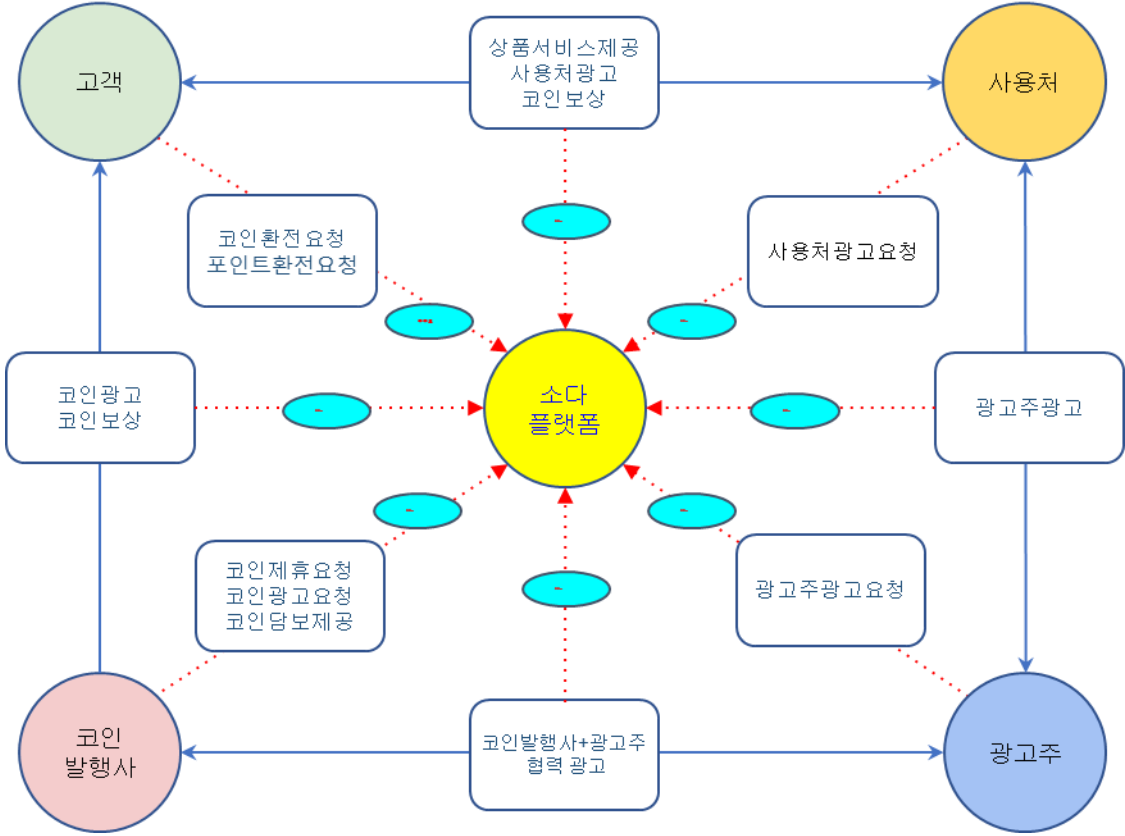 고객
상품서비스제공
사용처광고
코인보상
사용처
코인환전요청
포인트환전요청
사용처광고요청
코인광고
코인보상
소다
플랫폼
광고주광고
코인제휴요청
코인광고요청
코인담보제공
광고주광고요청
코인
발행사
코인발행사+광고주
협력 광고
광고주